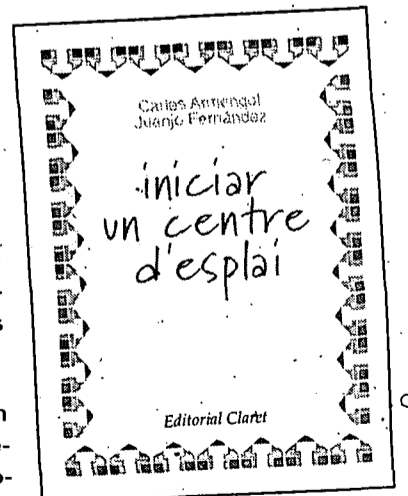 Carles Armengol
Juanjo Fernández
iniciar
un centre
d'esplai
Editorial Claret